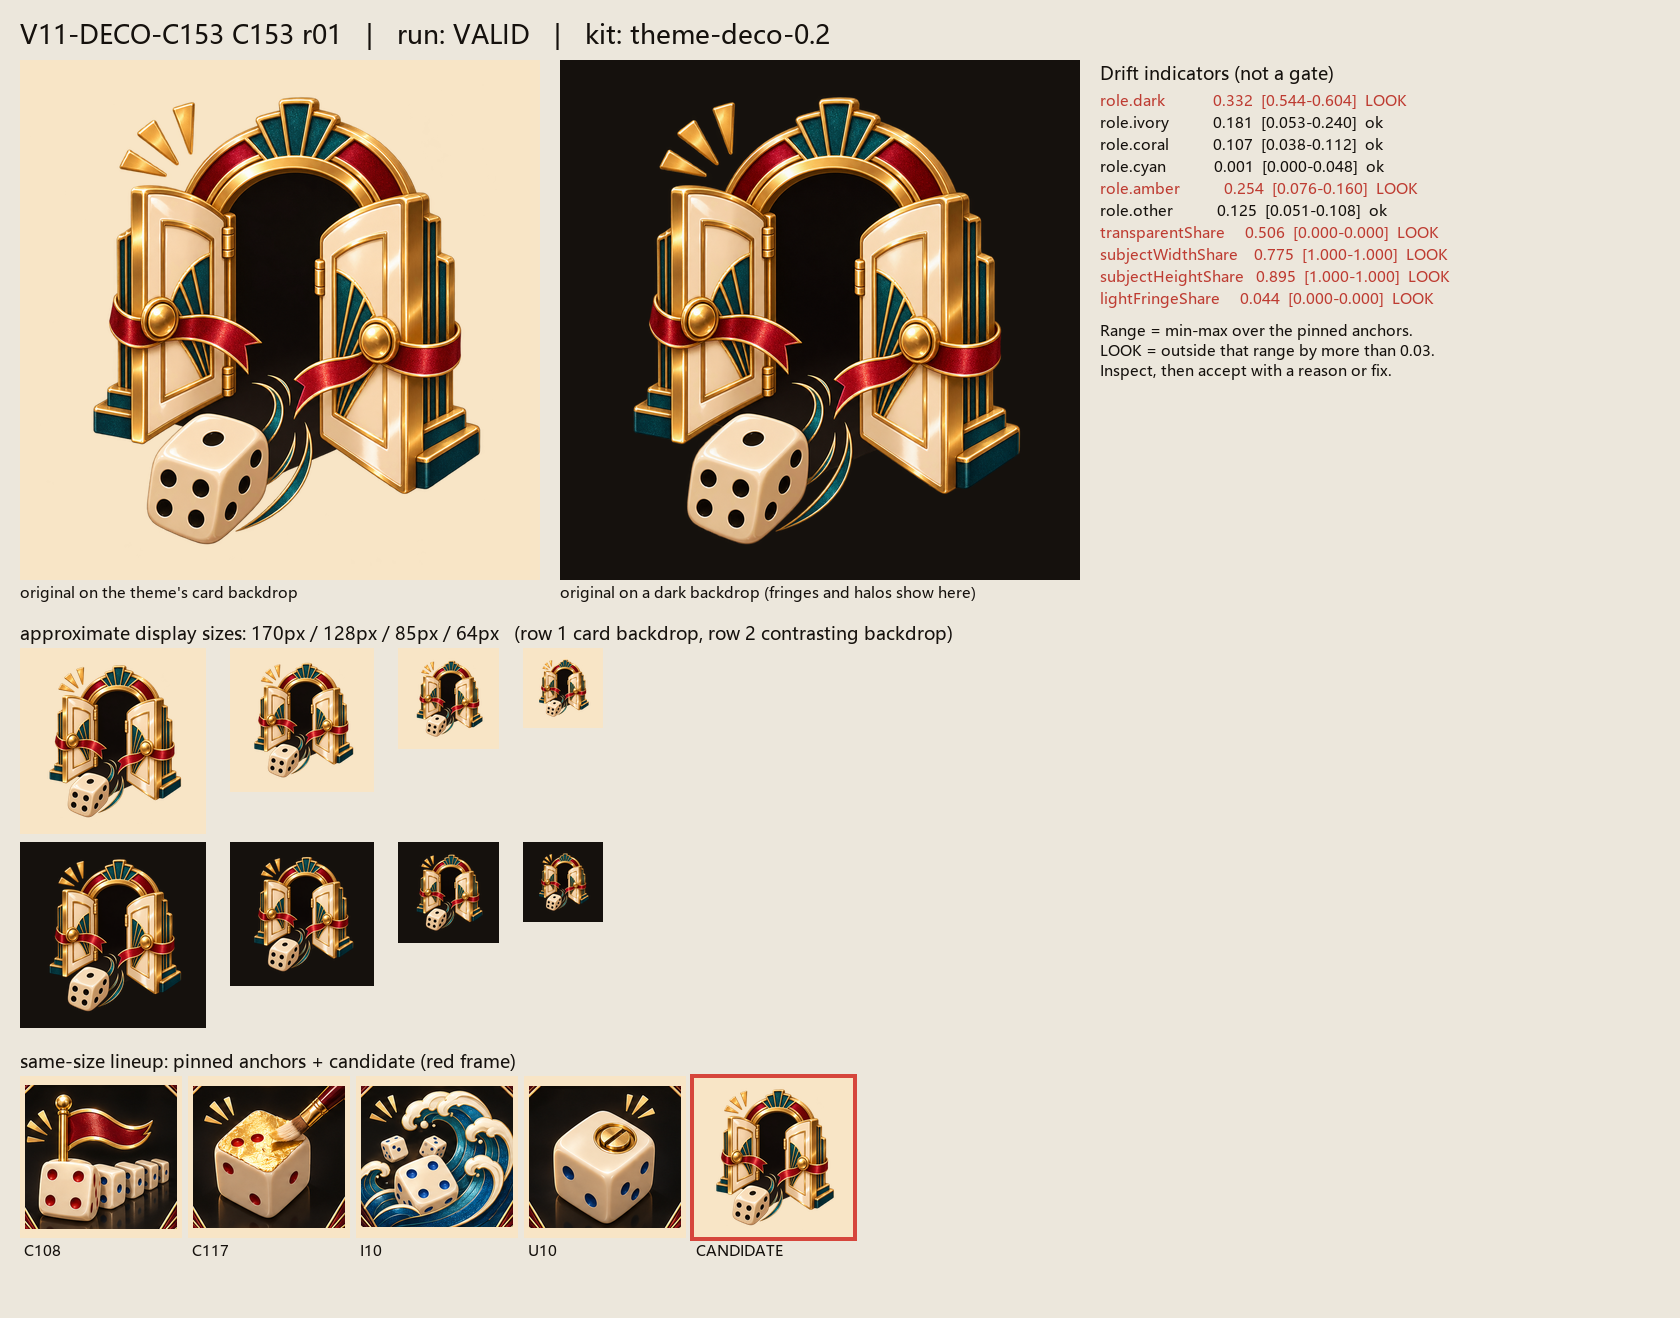 V11-DECO-C153 C153 r01 | run: VALID | kit: theme-deco-0.2
Drift indicators (not a gate)
role.dark 0.332 [0.544-0.604] LOOK
role.ivory 0.181 [0.053-0.240] ok
role.coral 0.107 [0.038-0.112] ok
role.cyan 0.001 [0.000-0.048] ok
role.amber 0.254 [0.076-0.160] LOOK
role.other 0.125 [0.051-0.108] ok
transparentShare 0.506 [0.000-0.000] LOOK
subjectWidthShare 0.775 [1.000-1.000] LOOK
subjectHeightShare 0.895 [1.000-1.000] LOOK
lightFringeShare 0.044 [0.000-0.000] LOOK
Range = min-max over the pinned anchors.
LOOK = outside that range by more than 0.03.
Inspect, then accept with a reason or fix.
original on the theme's card backdrop
original on a dark backdrop (fringes and halos show here)
approximate display sizes: 170px / 128px / 85px / 64px (row 1 card backdrop, row 2 contrasting backdrop)
same-size lineup: pinned anchors + candidate (red frame)
C108
C117
I10
U10
CANDIDATE